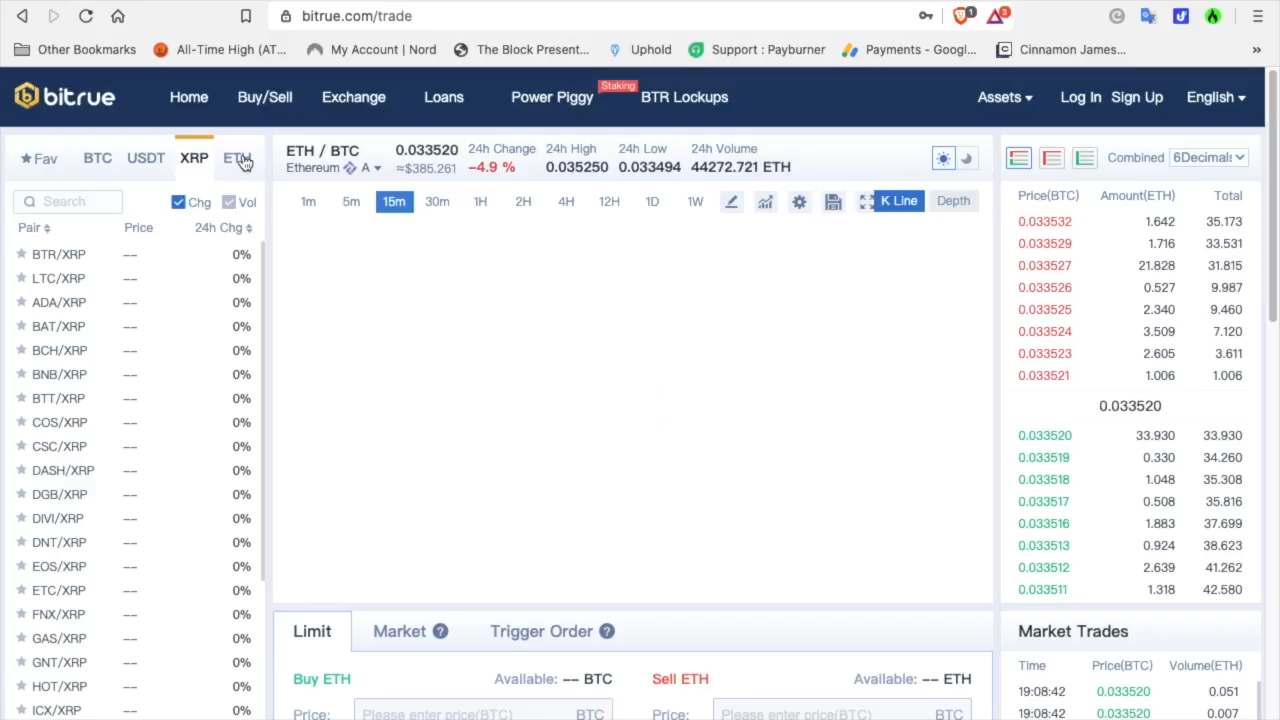 bitrue.com/trade
1
3
Other Bookmarks
All-Time High (AT...
My Account | Nord
The Block Present...
Uphold
Support : Payburner
Payments - Googl...
Cinnamon James...
»
bitrue
Home
Buy/Sell
Exchange
Loans
Power Piggy
Staking
BTR Lockups
Assets
Log In
Sign Up
English
Fav
BTC
USDT
XRP
ETH
Search
Chg
Vol
Pair
Price
24h Chg
BTR/XRP -- 0%
LTC/XRP -- 0%
ADA/XRP -- 0%
BAT/XRP -- 0%
BCH/XRP -- 0%
BNB/XRP -- 0%
BTT/XRP -- 0%
COS/XRP -- 0%
CSC/XRP -- 0%
DASH/XRP -- 0%
DGB/XRP -- 0%
DIVI/XRP -- 0%
DNT/XRP -- 0%
EOS/XRP -- 0%
ETC/XRP -- 0%
FNX/XRP -- 0%
GAS/XRP -- 0%
GNT/XRP -- 0%
HOT/XRP -- 0%
ICX/XRP -- 0%
ETH / BTC
Ethereum A
0.033520
≈$385.261
24h Change
-4.9 %
24h High
0.035250
24h Low
0.033494
24h Volume
44272.721 ETH
1m 5m 15m 30m 1H 2H 4H 12H 1D 1W
K Line
Depth
Limit
Market ?
Trigger Order ?
Buy ETH
Available: -- BTC
Sell ETH
Available: -- ETH
Price: Please enter price(BTC) BTC
Price: Please enter price(BTC) BTC
Combined 6Decimals
Price(BTC) Amount(ETH) Total
0.033532 1.642 35.173
0.033529 1.716 33.531
0.033527 21.828 31.815
0.033526 0.527 9.987
0.033525 2.340 9.460
0.033524 3.509 7.120
0.033523 2.605 3.611
0.033521 1.006 1.006
0.033520
0.033520 33.930 33.930
0.033519 0.330 34.260
0.033518 1.048 35.308
0.033517 0.508 35.816
0.033516 1.883 37.699
0.033513 0.924 38.623
0.033512 2.639 41.262
0.033511 1.318 42.580
Market Trades
Time Price(BTC) Volume(ETH)
19:08:42 0.033520 0.051
19:08:42 0.033520 0.007